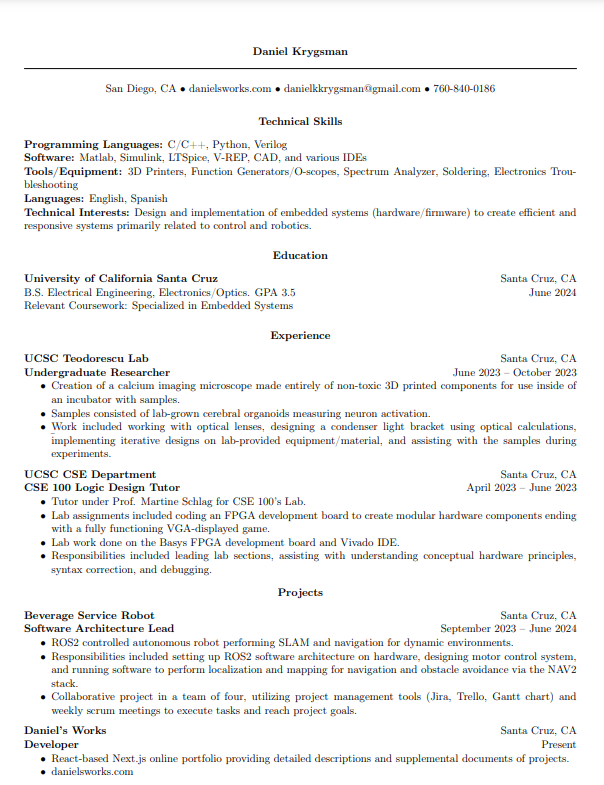 Daniel Krygsman
San Diego, CA • danielsworks.com • danielkkrygsman@gmail.com • 760-840-0186
Technical Skills
Programming Languages: C/C++, Python, Verilog
Software: Matlab, Simulink, LTSpice, V-REP, CAD, and various IDEs
Tools/Equipment: 3D Printers, Function Generators/O-scopes, Spectrum Analyzer, Soldering, Electronics Trou-
bleshooting
Languages: English, Spanish
Technical Interests: Design and implementation of embedded systems (hardware/firmware) to create efficient and
responsive systems primarily related to control and robotics.
Education
University of California Santa Cruz Santa Cruz, CA
B.S. Electrical Engineering, Electronics/Optics. GPA 3.5 June 2024
Relevant Coursework: Specialized in Embedded Systems
Experience
UCSC Teodorescu Lab Santa Cruz, CA
Undergraduate Researcher June 2023 – October 2023
• Creation of a calcium imaging microscope made entirely of non-toxic 3D printed components for use inside of
an incubator with samples.
• Samples consisted of lab-grown cerebral organoids measuring neuron activation.
• Work included working with optical lenses, designing a condenser light bracket using optical calculations,
implementing iterative designs on lab-provided equipment/material, and assisting with the samples during
experiments.
UCSC CSE Department Santa Cruz, CA
CSE 100 Logic Design Tutor April 2023 – June 2023
• Tutor under Prof. Martine Schlag for CSE 100's Lab.
• Lab assignments included coding an FPGA development board to create modular hardware components ending
with a fully functioning VGA-displayed game.
• Lab work done on the Basys FPGA development board and Vivado IDE.
• Responsibilities included leading lab sections, assisting with understanding conceptual hardware principles,
syntax correction, and debugging.
Projects
Beverage Service Robot Santa Cruz, CA
Software Architecture Lead September 2023 – June 2024
• ROS2 controlled autonomous robot performing SLAM and navigation for dynamic environments.
• Responsibilities included setting up ROS2 software architecture on hardware, designing motor control system,
and running software to perform localization and mapping for navigation and obstacle avoidance via the NAV2
stack.
• Collaborative project in a team of four, utilizing project management tools (Jira, Trello, Gantt chart) and
weekly scrum meetings to execute tasks and reach project goals.
Daniel's Works Santa Cruz, CA
Developer Present
• React-based Next.js online portfolio providing detailed descriptions and supplemental documents of projects.
• danielsworks.com